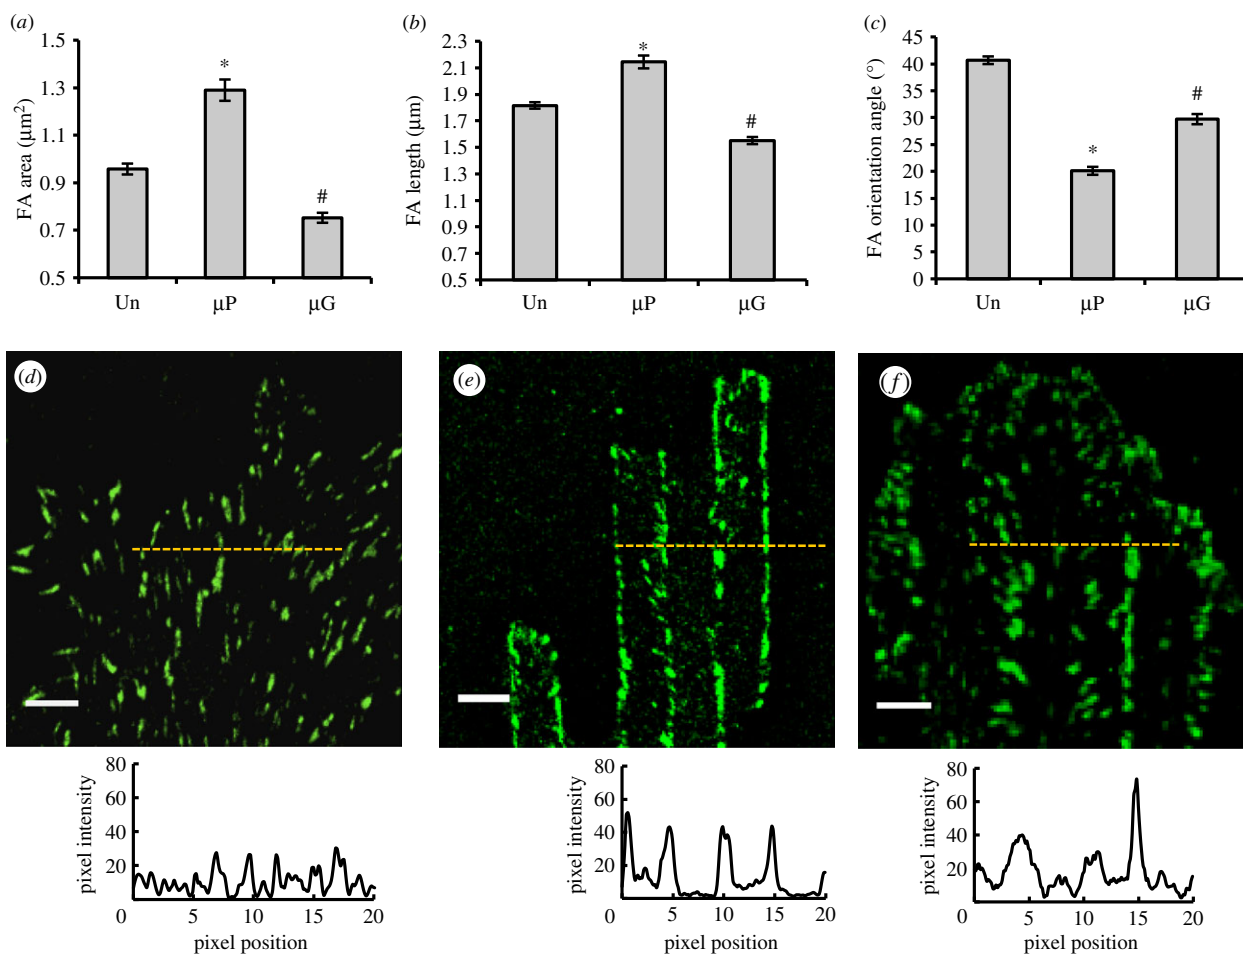 (a)
1.5
1.3
1.1
0.9
0.7
0.5
FA area (µm²)
*
#
Un µP µG
(b)
2.3
2.1
1.9
1.7
1.5
1.3
1.1
0.9
0.7
0.5
FA length (µm)
*
#
Un µP µG
(c)
45
40
35
30
25
20
15
10
5
0
FA orientation angle (°)
*
#
Un µP µG
(d)
(e)
(f)
80
60
40
20
pixel intensity
0 5 10 15 20
pixel position
80
60
40
20
pixel intensity
0 5 10 15 20
pixel position
80
60
40
20
pixel intensity
0 5 10 15 20
pixel position